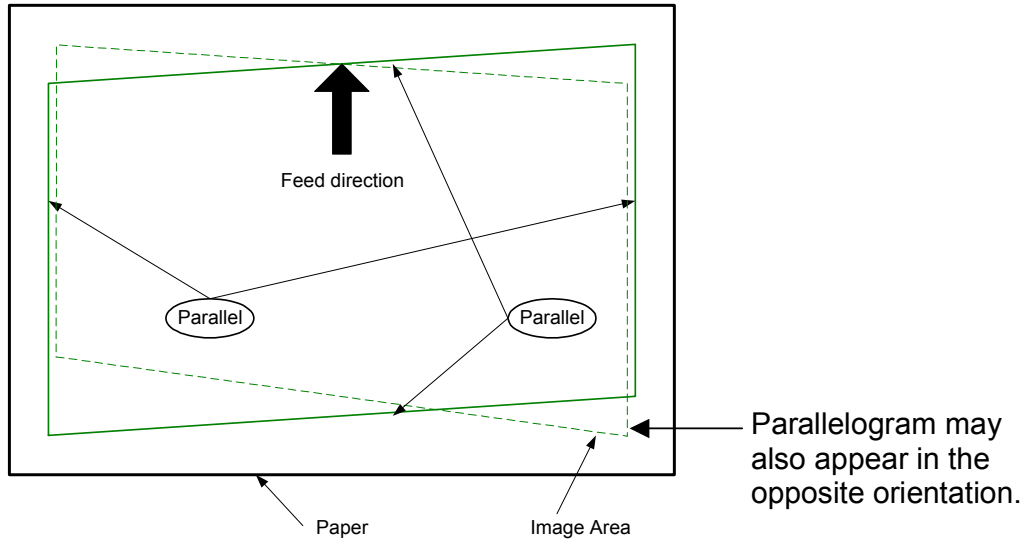 Feed direction
Parallel
Parallel
Parallelogram may
also appear in the
opposite orientation.
Paper
Image Area